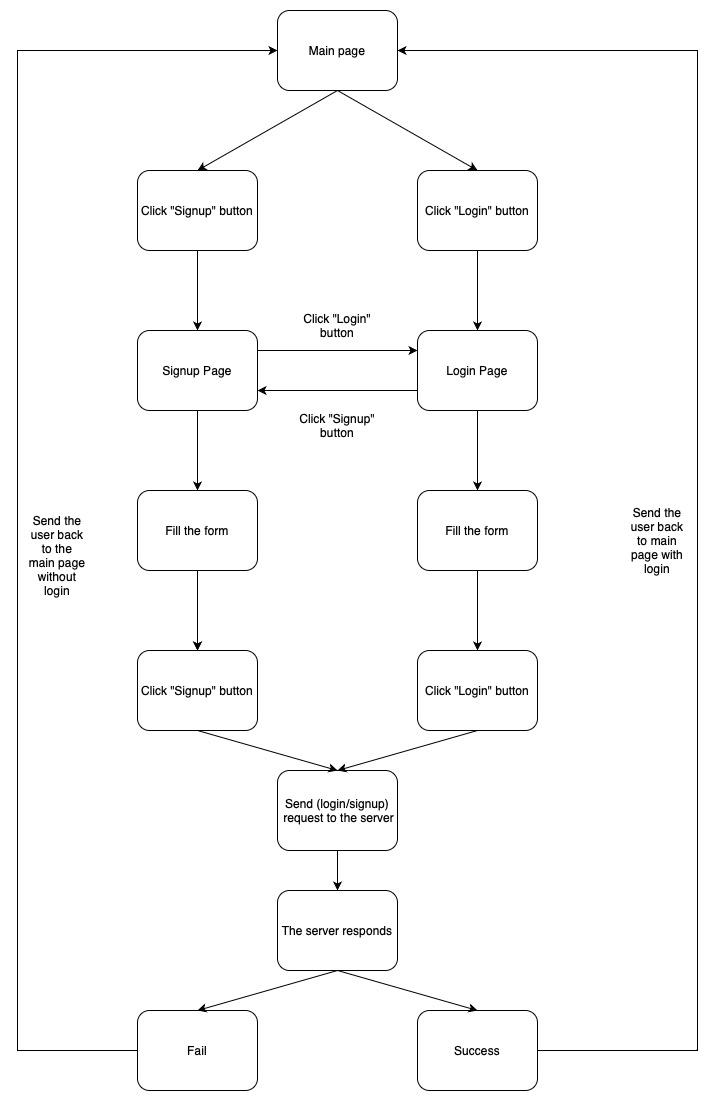 Main page
Click "Signup" button
Click "Login" button
Click "Login"
button
Signup Page
Login Page
Click "Signup"
button
Send the
user back
to the
main page
without
login
Fill the form
Fill the form
Send the
user back
to main
page with
login
Click "Signup" button
Click "Login" button
Send (login/signup)
request to the server
The server responds
Fail
Success